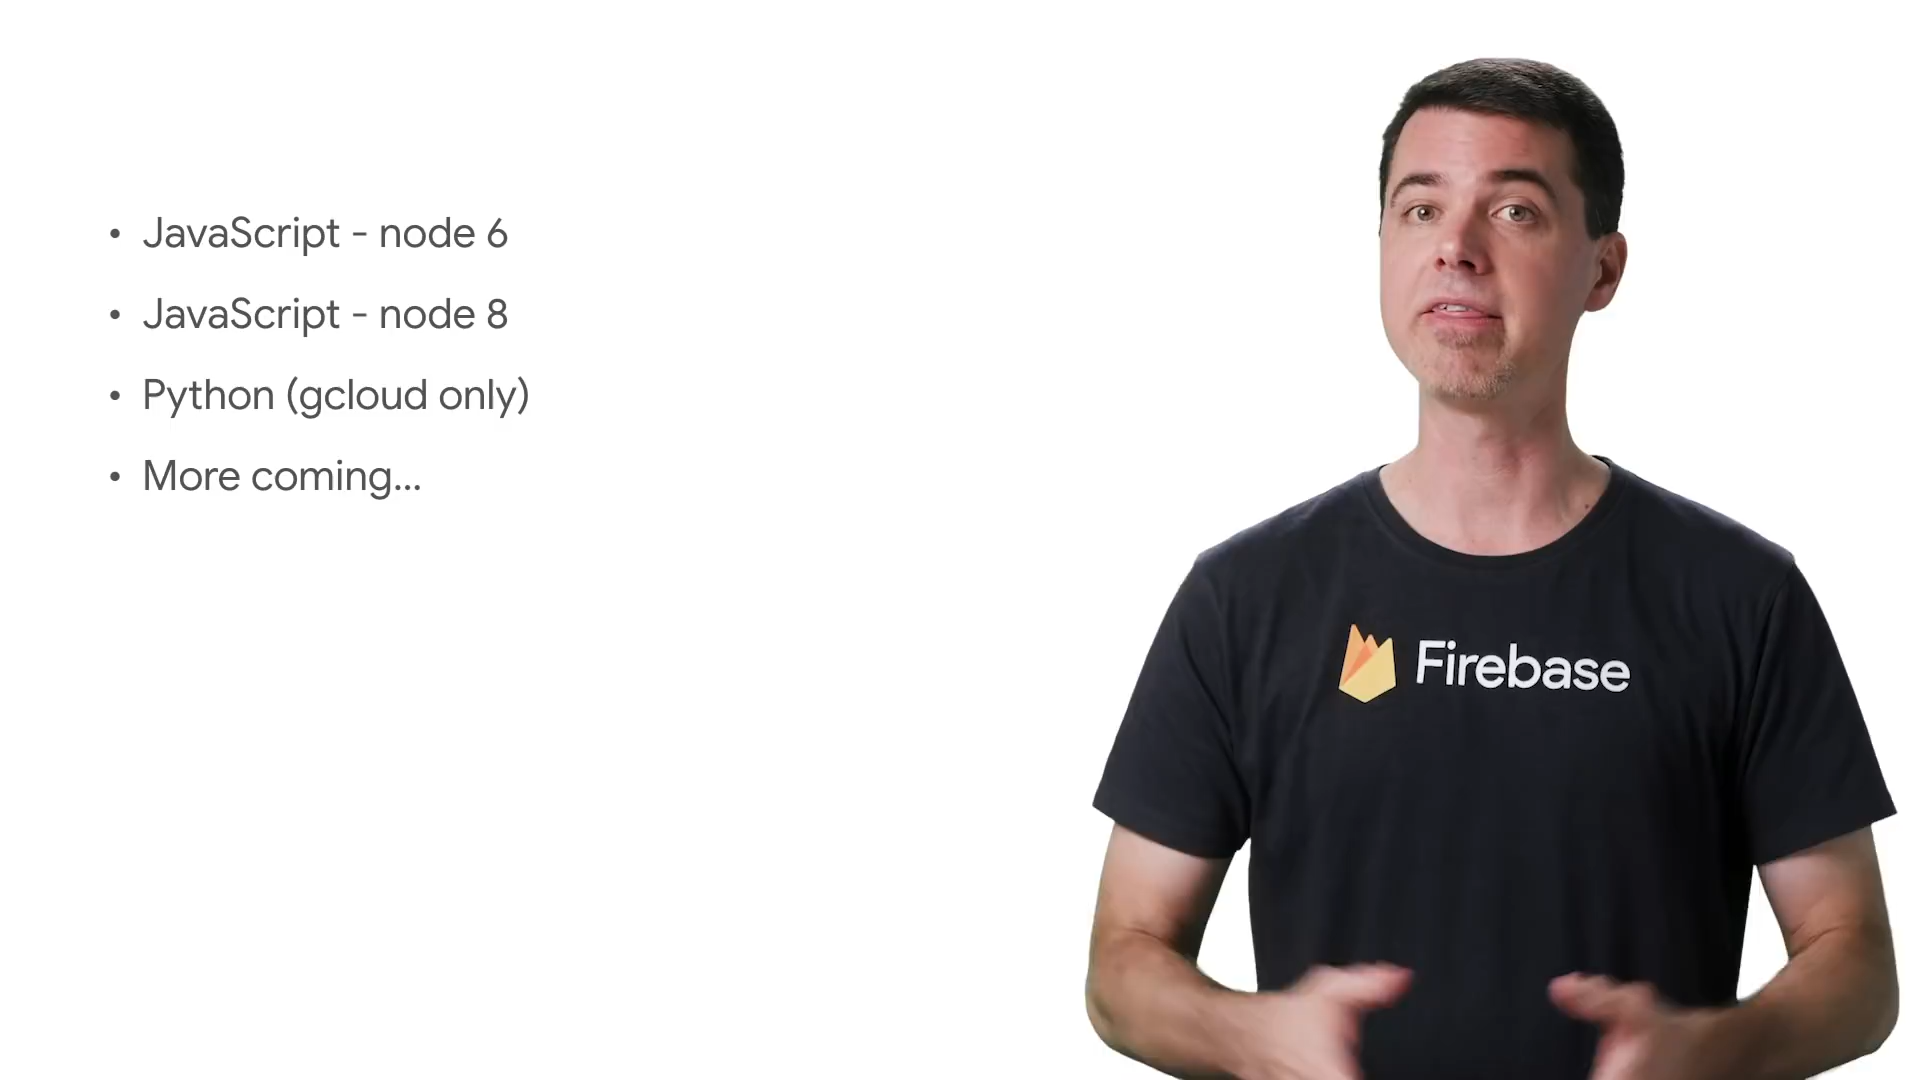 • JavaScript - node 6
• JavaScript - node 8
• Python (gcloud only)
• More coming...
Firebase